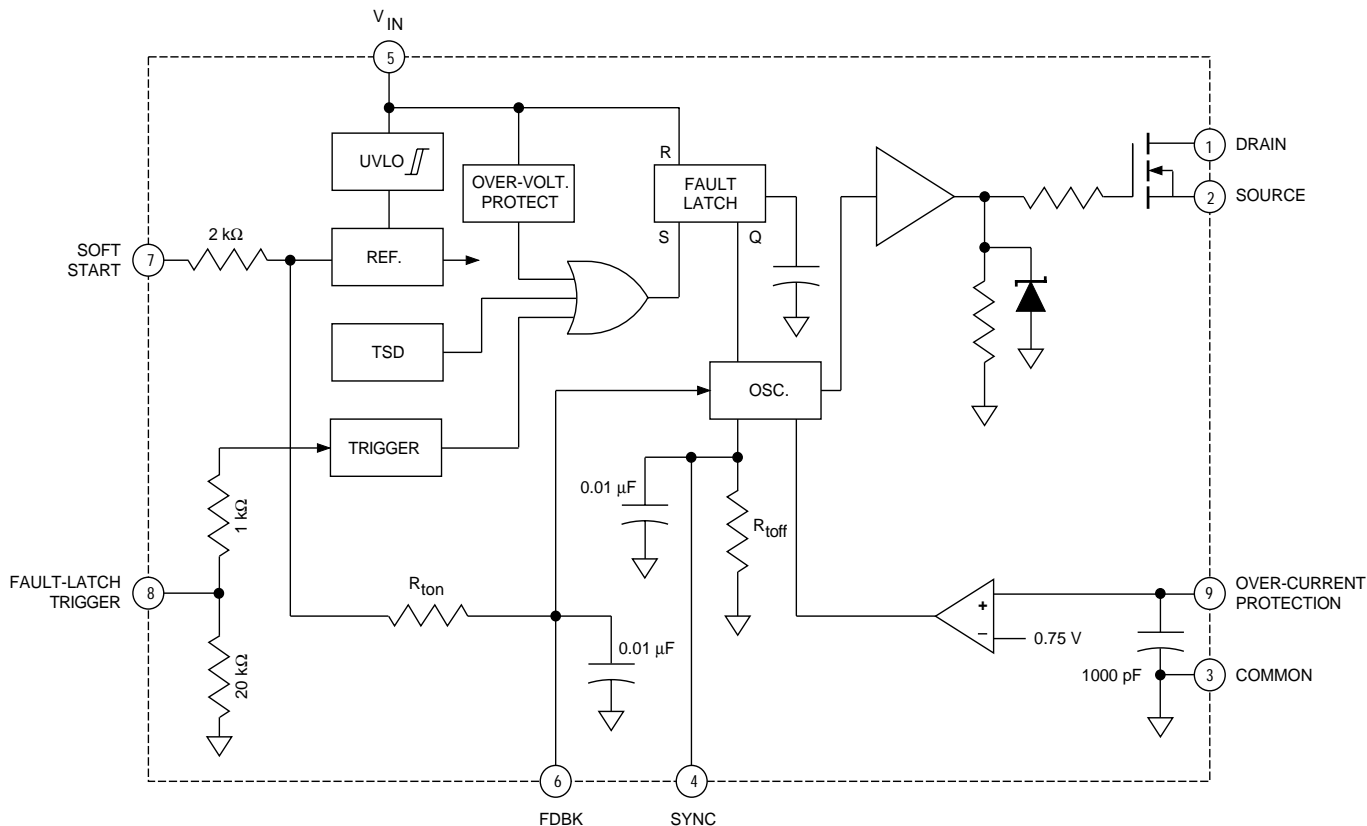 V IN
5
UVLO
R
OVER-VOLT.
PROTECT
FAULT
LATCH
1
DRAIN
2
SOURCE
S
Q
SOFT
START
7
2 kΩ
REF.
TSD
OSC.
TRIGGER
0.01 µF
Rtoff
1 kΩ
FAULT-LATCH
TRIGGER
8
Rton
20 kΩ
0.01 µF
+
–
0.75 V
9
OVER-CURRENT
PROTECTION
1000 pF
3
COMMON
6
FDBK
4
SYNC